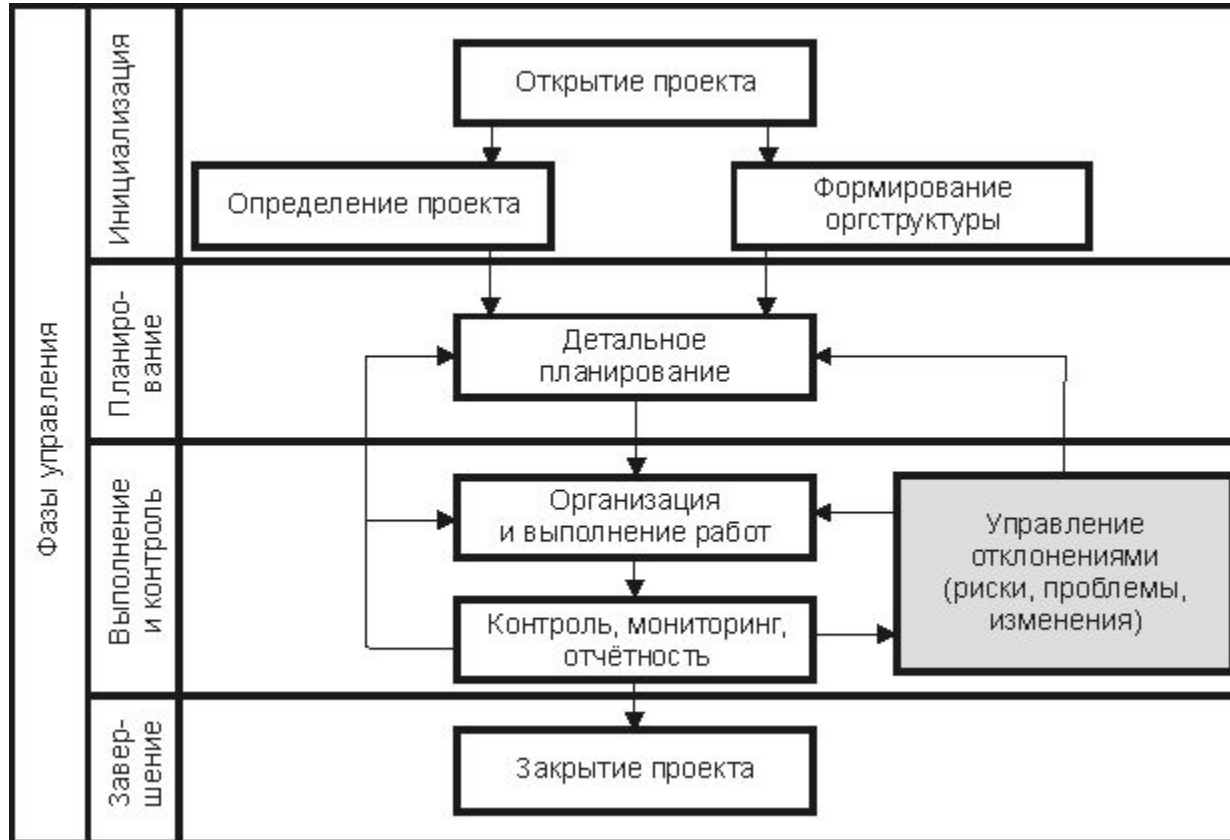 Фазы управления
Инициализация
Открытие проекта
Определение проекта
Формирование
оргструктуры
Планиро-
вание
Детальное
планирование
Выполнение
и контроль
Организация
и выполнение работ
Управление
отклонениями
(риски, проблемы,
изменения)
Контроль, мониторинг,
отчётность
Завер-
шение
Закрытие проекта